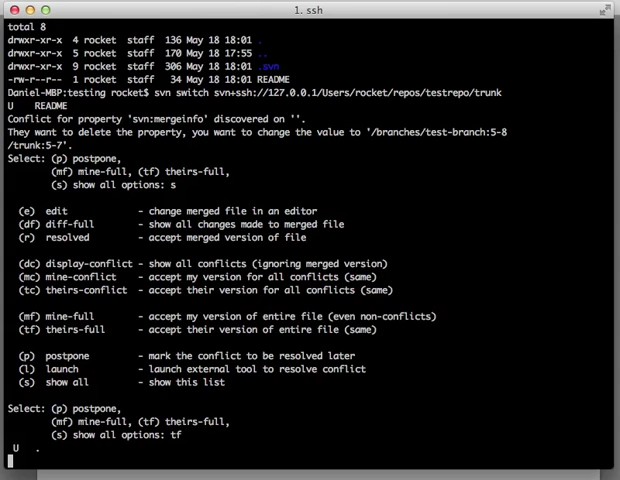 1. ssh
total 8
drwxr-xr-x 4 rocket staff 136 May 18 18:01 .
drwxr-xr-x 5 rocket staff 170 May 18 17:55 ..
drwxr-xr-x 9 rocket staff 306 May 18 18:01 .svn
-rw-r--r-- 1 rocket staff 34 May 18 18:01 README
Daniel-MBP:testing rocket$ svn switch svn+ssh://127.0.0.1/Users/rocket/repos/testrepo/trunk
U README
Conflict for property 'svn:mergeinfo' discovered on ''.
They want to delete the property, you want to change the value to '/branches/test-branch:5-8
/trunk:5-7'.
Select: (p) postpone,
(mf) mine-full, (tf) theirs-full,
(s) show all options: s
(e) edit - change merged file in an editor
(df) diff-full - show all changes made to merged file
(r) resolved - accept merged version of file
(dc) display-conflict - show all conflicts (ignoring merged version)
(mc) mine-conflict - accept my version for all conflicts (same)
(tc) theirs-conflict - accept their version for all conflicts (same)
(mf) mine-full - accept my version of entire file (even non-conflicts)
(tf) theirs-full - accept their version of entire file (same)
(p) postpone - mark the conflict to be resolved later
(l) launch - launch external tool to resolve conflict
(s) show all - show this list
Select: (p) postpone,
(mf) mine-full, (tf) theirs-full,
(s) show all options: tf
U .